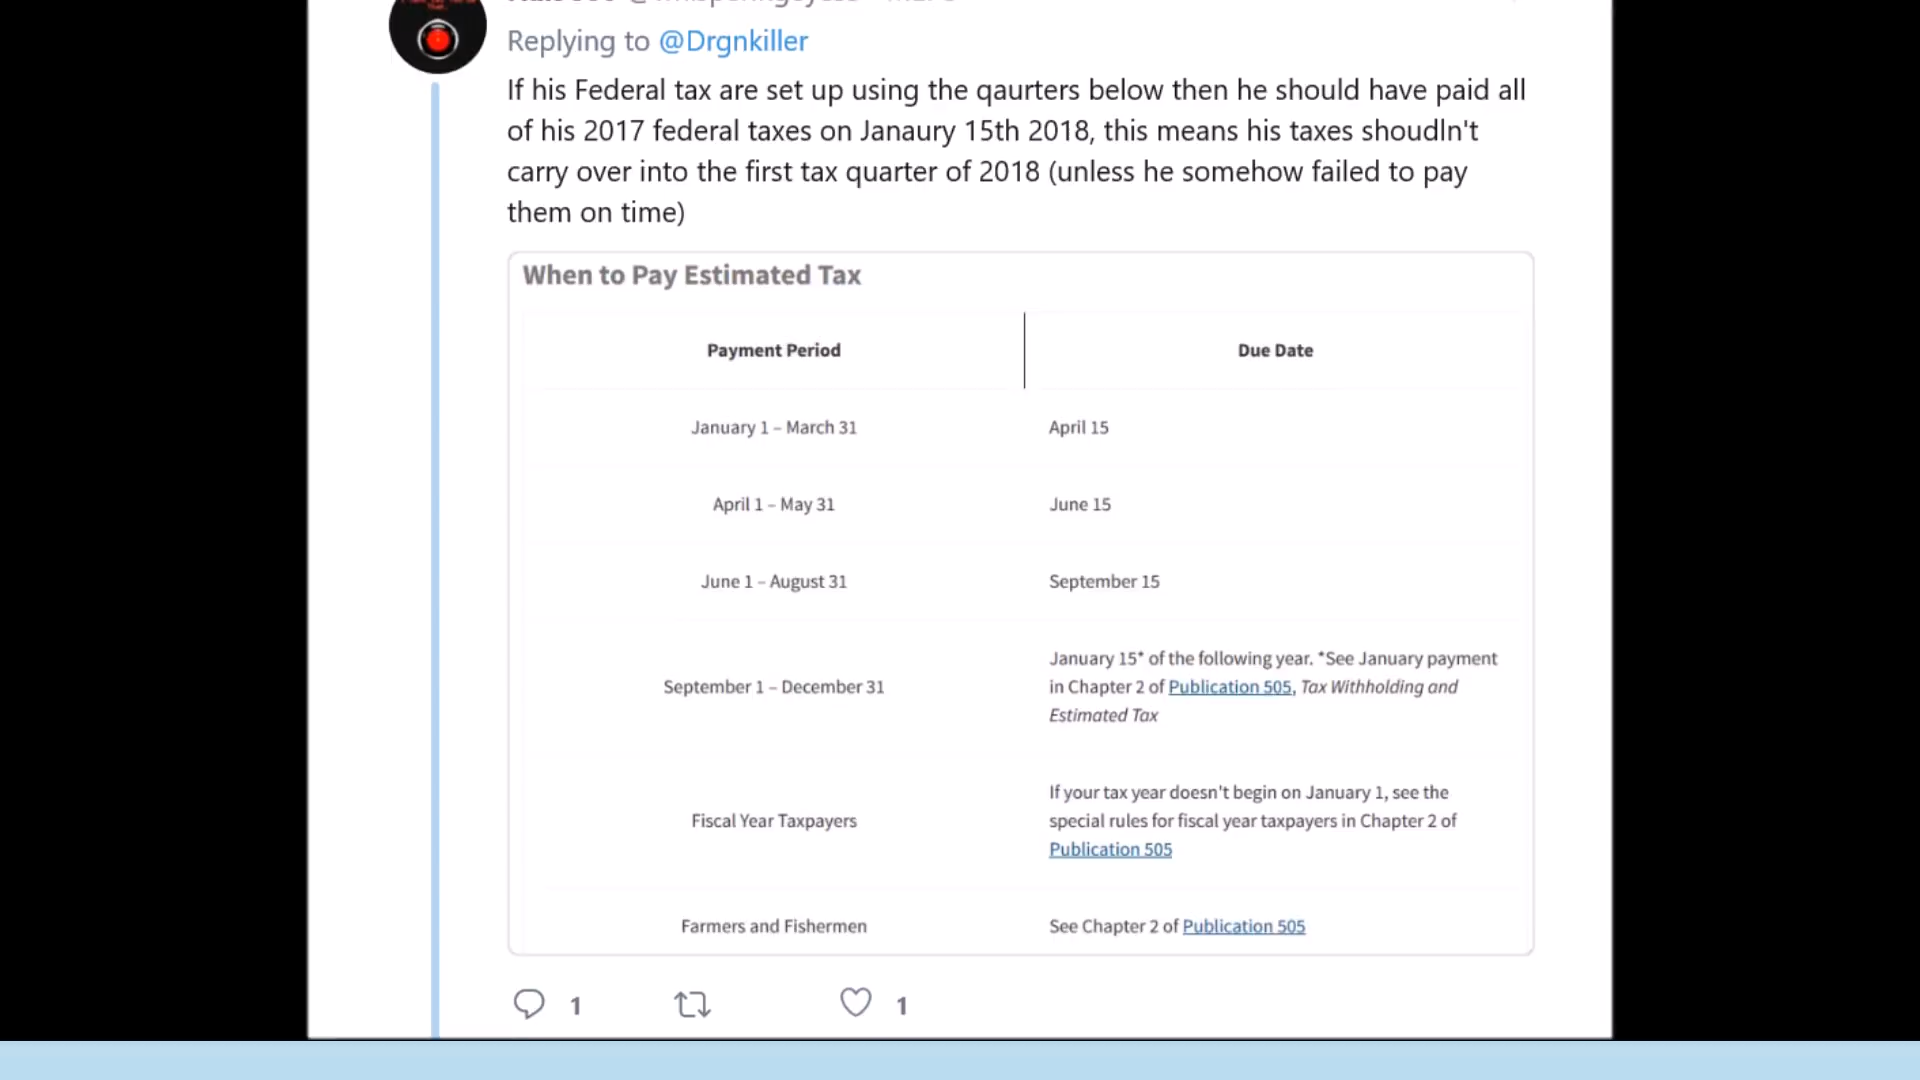 Replying to @Drgnkiller
If his Federal tax are set up using the qaurters below then he should have paid all
of his 2017 federal taxes on Janaury 15th 2018, this means his taxes shoudln't
carry over into the first tax quarter of 2018 (unless he somehow failed to pay
them on time)
When to Pay Estimated Tax
Payment Period Due Date
January 1 – March 31 April 15
April 1 – May 31 June 15
June 1 – August 31 September 15
September 1 – December 31 January 15* of the following year. *See January payment
in Chapter 2 of Publication 505, Tax Withholding and
Estimated Tax
Fiscal Year Taxpayers If your tax year doesn't begin on January 1, see the
special rules for fiscal year taxpayers in Chapter 2 of
Publication 505
Farmers and Fishermen See Chapter 2 of Publication 505
1 1